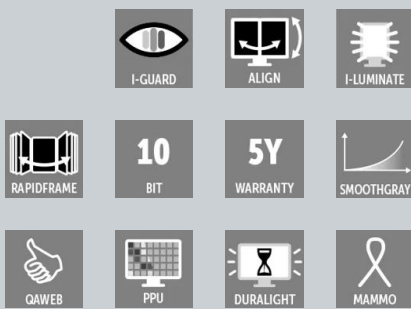 I-GUARD
ALIGN
I-LUMINATE
RAPIDFRAME
10
BIT
5Y
WARRANTY
SMOOTHGRAY
QAWEB
PPU
DURALIGHT
MAMMO